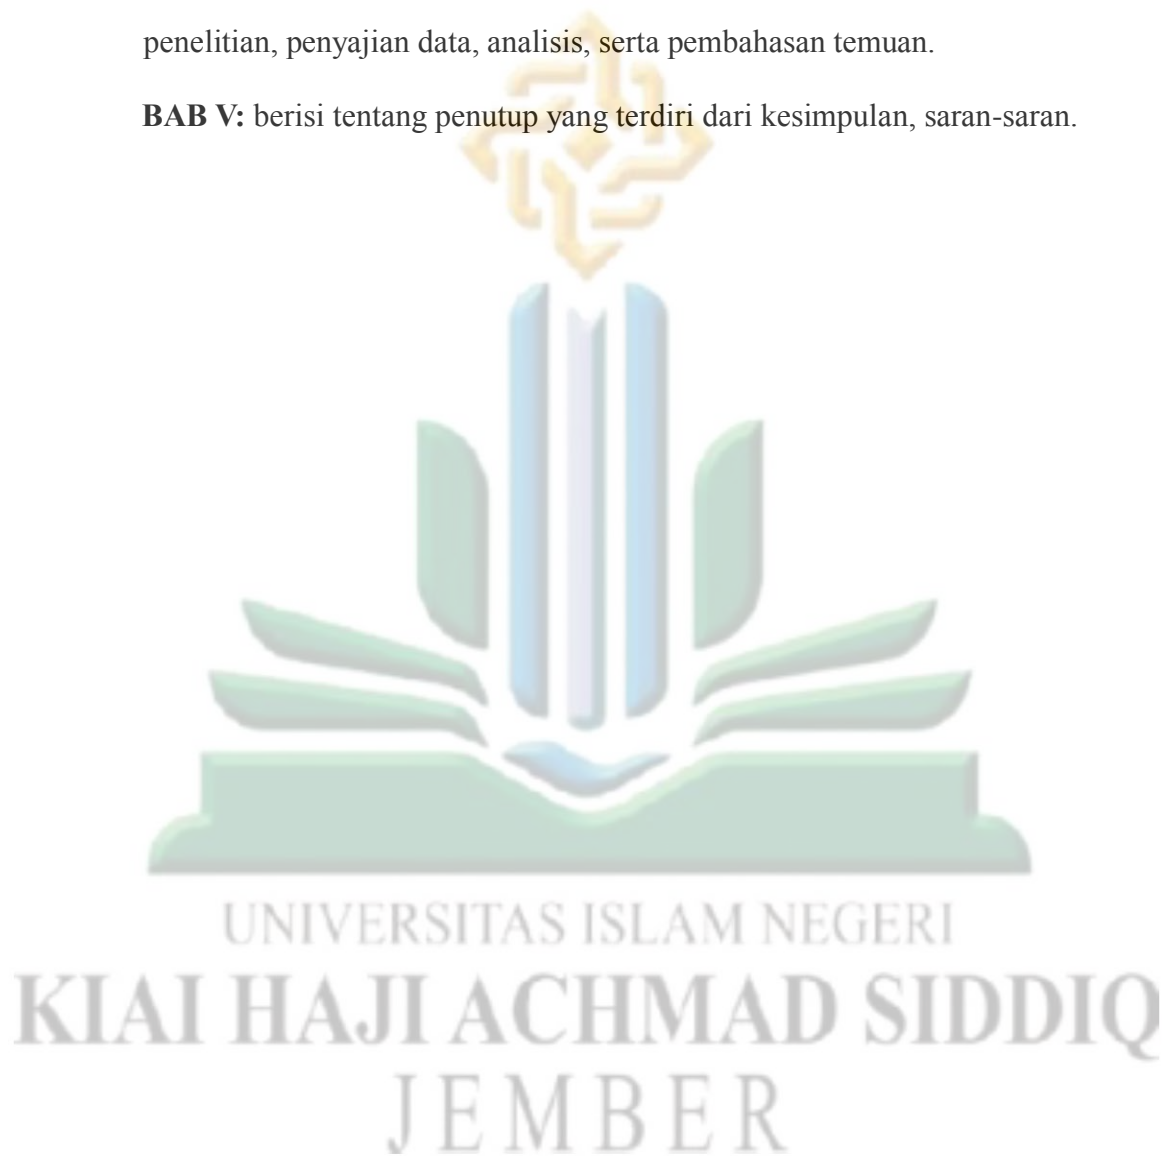 penelitian, penyajian data, analisis, serta pembahasan temuan.
BAB V: berisi tentang penutup yang terdiri dari kesimpulan, saran-saran.
UNIVERSITAS ISLAM NEGERI
KIAI HAJI ACHMAD SIDDIQ
JEMBER